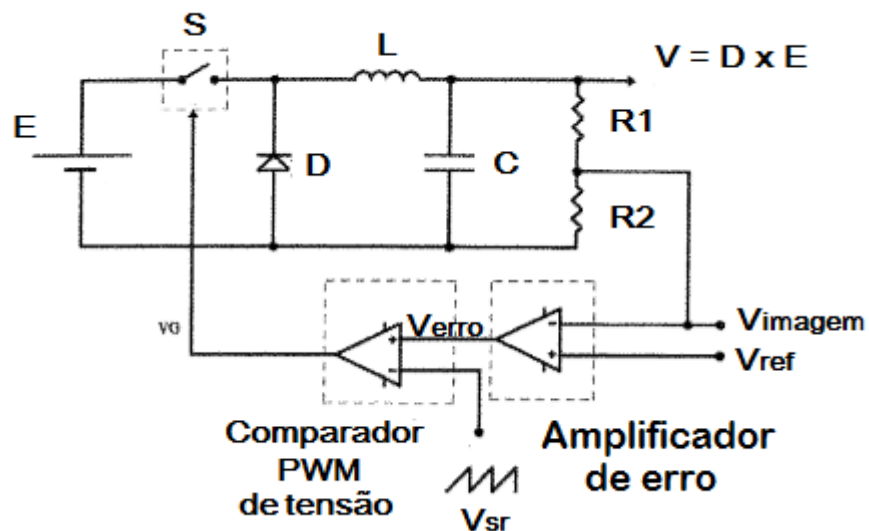 S
L
V = D x E
E
R1
D
C
R2
VG
Verro
Vimagem
Vref
Comparador
PWM
de tensão
Amplificador
de erro
Vsr